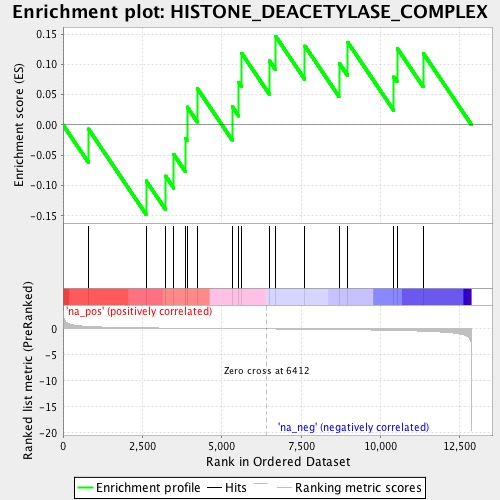 Enrichment plot: HISTONE_DEACETYLASE_COMPLEX
Enrichment score (ES)
0.15
0.10
0.05
0.00
-0.05
-0.10
-0.15
'na_pos' (positively correlated)
Ranked list metric (PreRanked)
0
-5
-10
-15
-20
Zero cross at 6412
'na_neg' (negatively correlated)
0
2,500
5,000
7,500
10,000
12,500
Rank in Ordered Dataset
Enrichment profile
Hits
Ranking metric scores